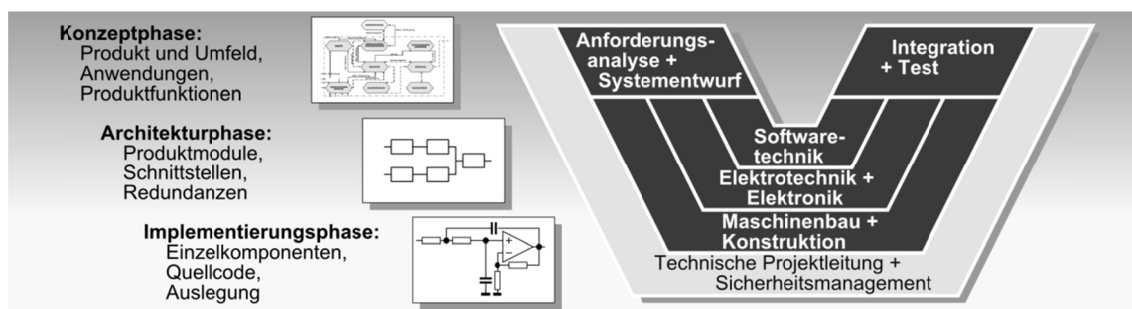 Konzeptphase:
Produkt und Umfeld,
Anwendungen,
Produktfunktionen
Architekturphase:
Produktmodule,
Schnittstellen,
Redundanzen
Implementierungsphase:
Einzelkomponenten,
Quellcode,
Auslegung
Anforderungs-
analyse +
Systementwurf
Integration
+ Test
Software-
technik
Elektrotechnik +
Elektronik
Maschinenbau +
Konstruktion
Technische Projektleitung +
Sicherheitsmanagement